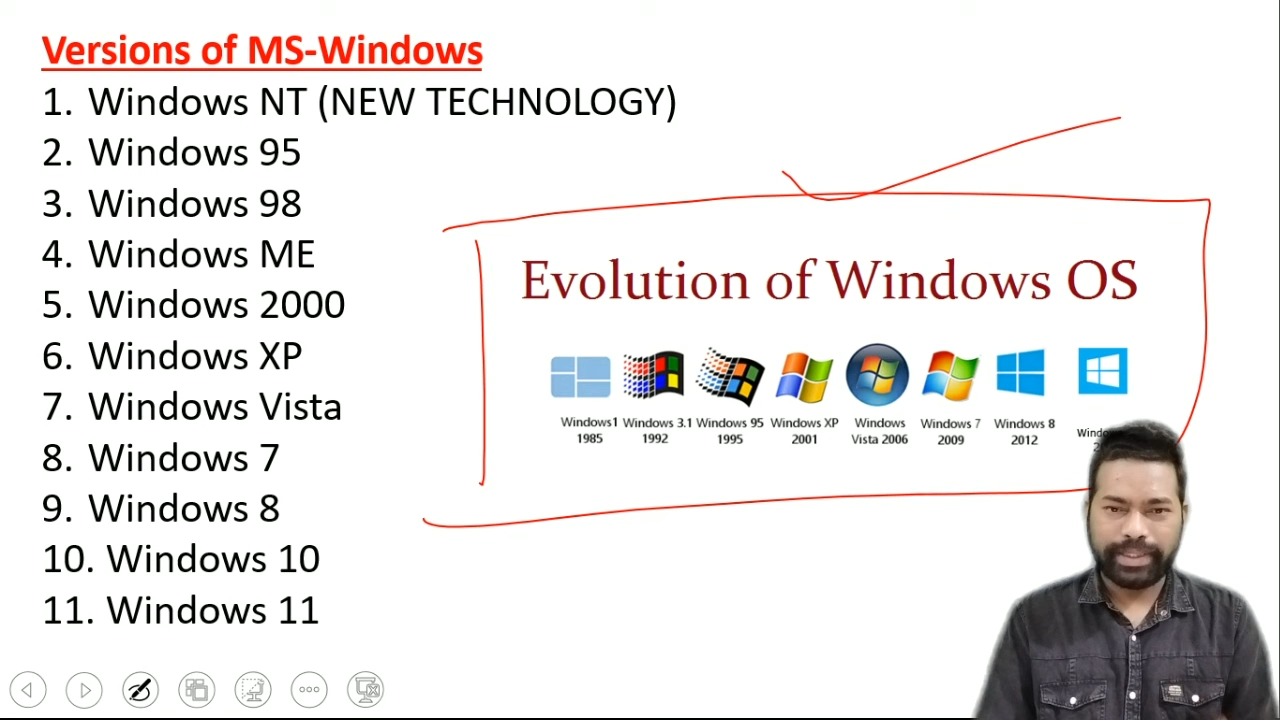 Versions of MS-Windows
1. Windows NT (NEW TECHNOLOGY)
2. Windows 95
3. Windows 98
4. Windows ME
5. Windows 2000
6. Windows XP
7. Windows Vista
8. Windows 7
9. Windows 8
10. Windows 10
11. Windows 11
Evolution of Windows OS
Windows1 Windows 3.1 Windows 95 Windows XP Windows Windows 7 Windows 8
1985 1992 1995 2001 Vista 2006 2009 2012